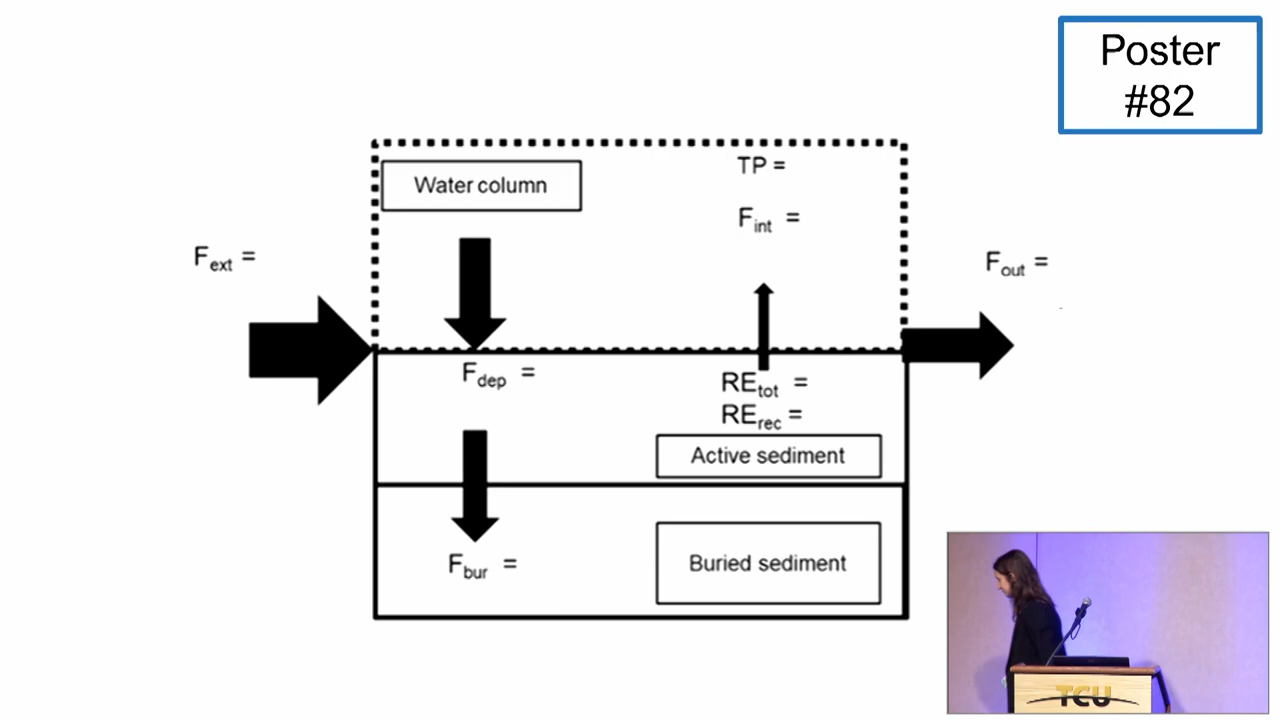 Poster
#82
Water column
TP =
F_int =
F_ext =
F_out =
F_dep =
RE_tot =
RE_rec =
Active sediment
F_bur =
Buried sediment
TCU